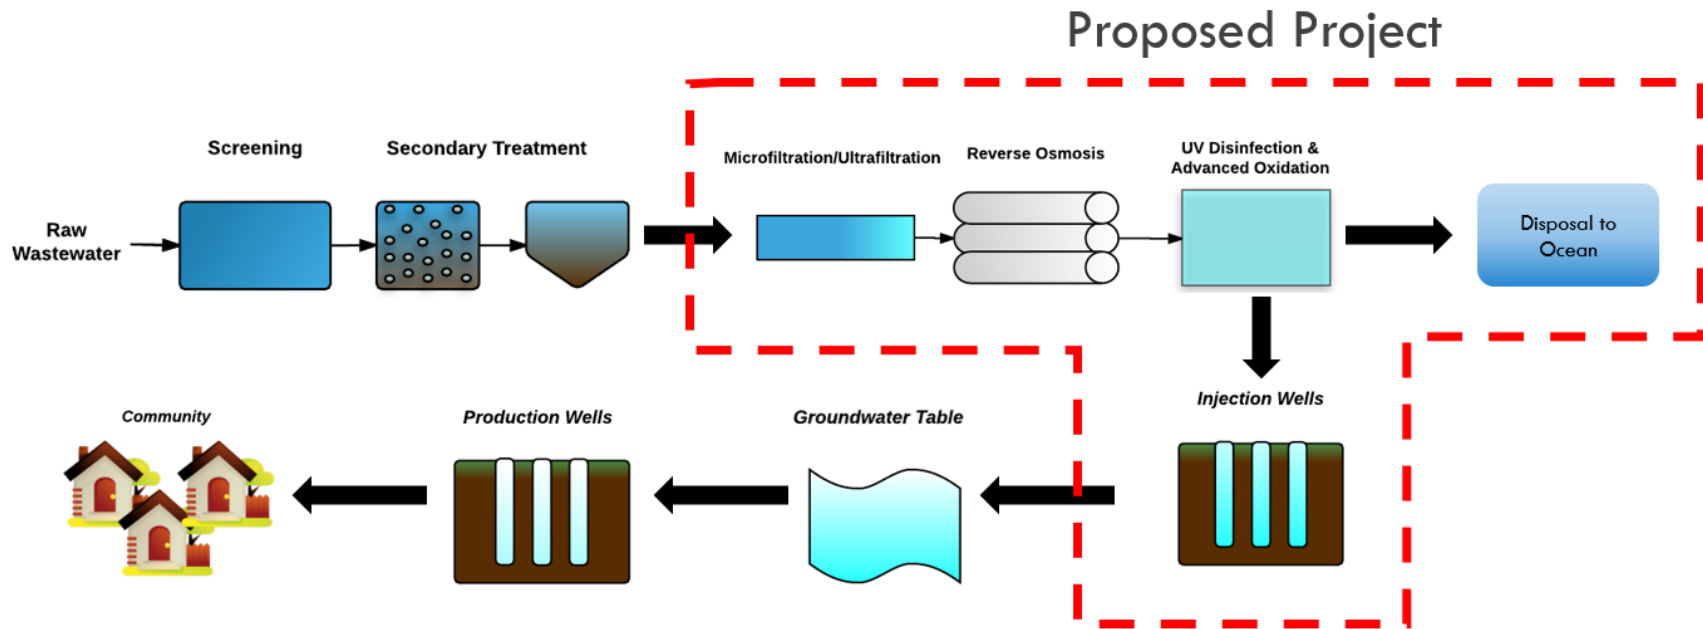 Proposed Project
Screening
Secondary Treatment
Microfiltration/Ultrafiltration
Reverse Osmosis
UV Disinfection &
Advanced Oxidation
Raw
Wastewater
Disposal to
Ocean
Community
Production Wells
Groundwater Table
Injection Wells